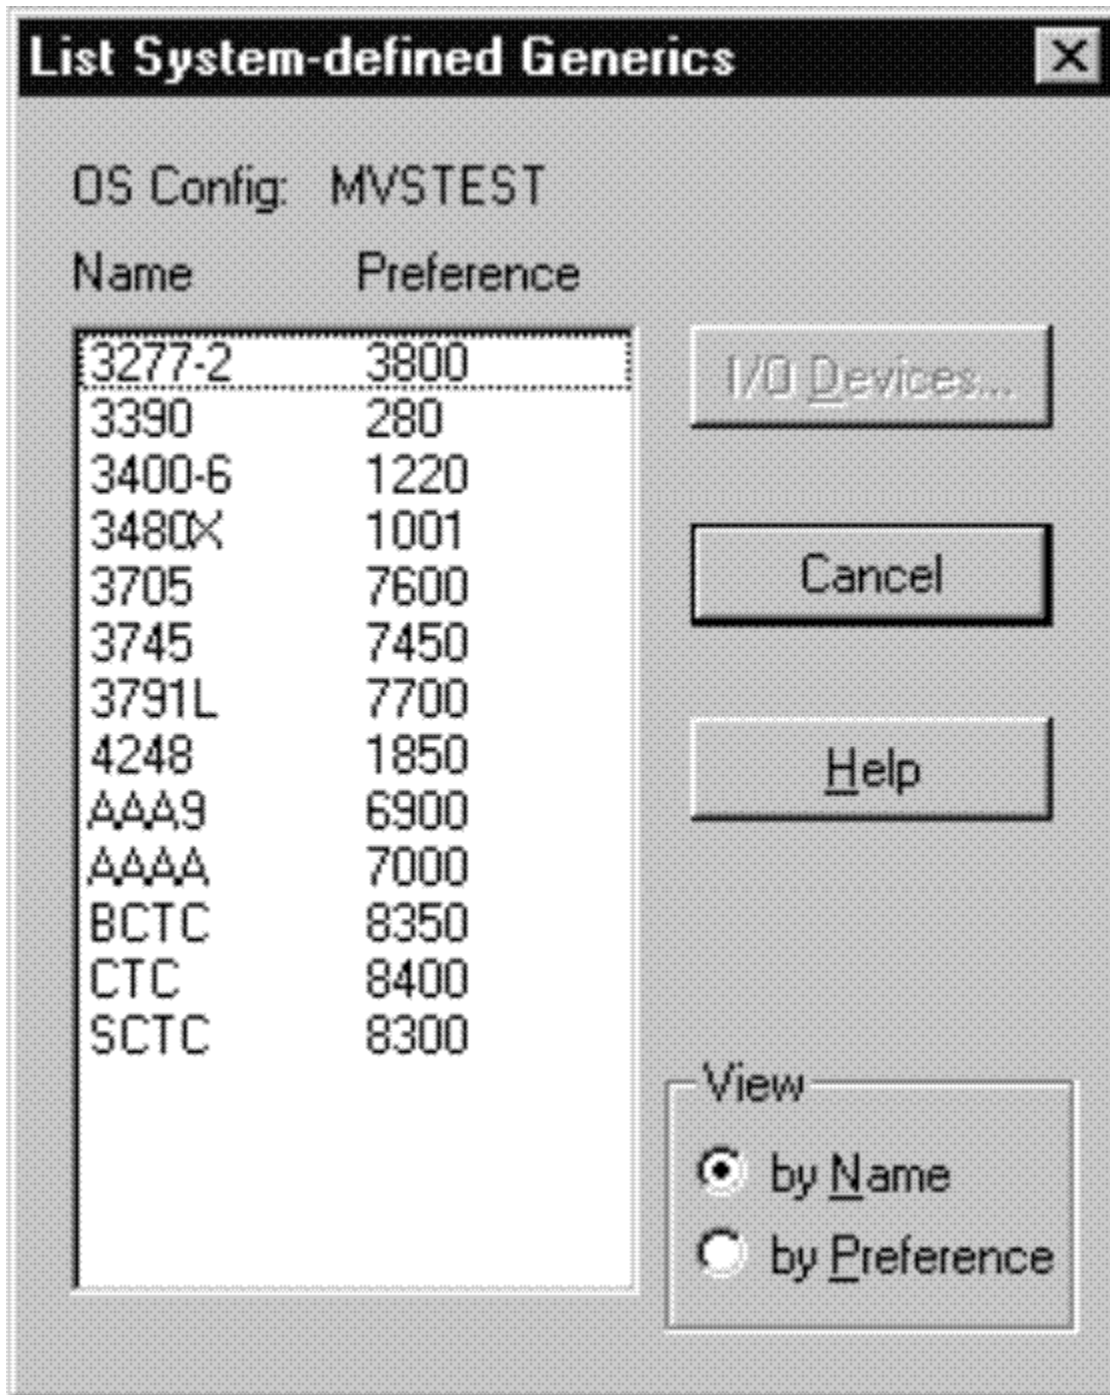 List System-defined Generics
OS Config: MVSTEST
Name Preference
3277-2 3800
3390 280
3400-6 1220
3480X 1001
3705 7600
3745 7450
3791L 7700
4248 1850
AAA9 6900
AAAA 7000
BCTC 8350
CTC 8400
SCTC 8300
I/O Devices...
Cancel
Help
View
by Name
by Preference